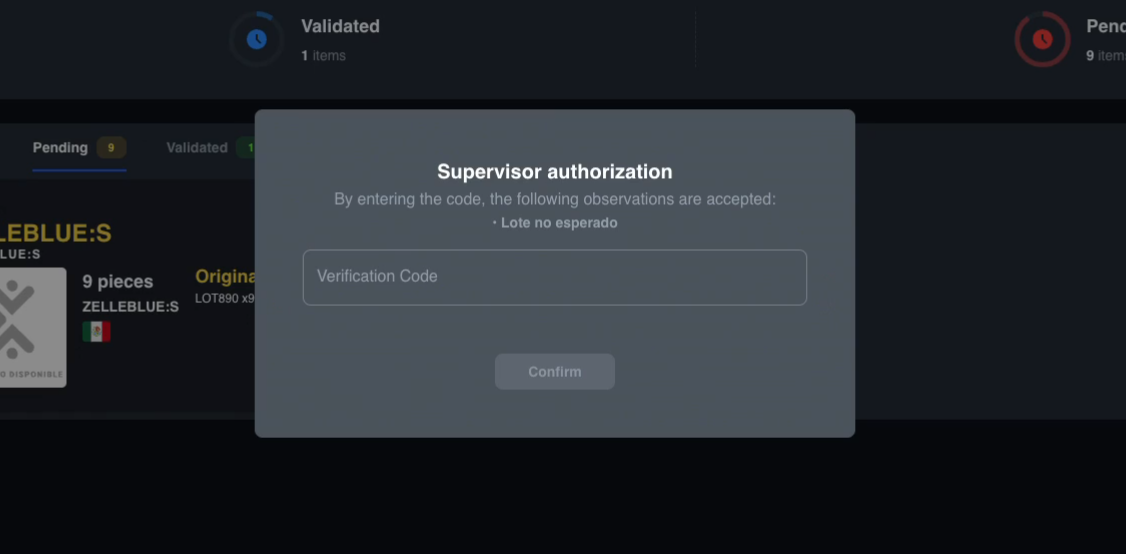 Validated
1 items
Pend
9 item
Pending 9
Validated 1
LEBLUE:S
LUE:S
9 pieces
ZELLEBLUE:S
Origina
LOT890 x9
O DISPONIBLE
Supervisor authorization
By entering the code, the following observations are accepted:
• Lote no esperado
Verification Code
Confirm